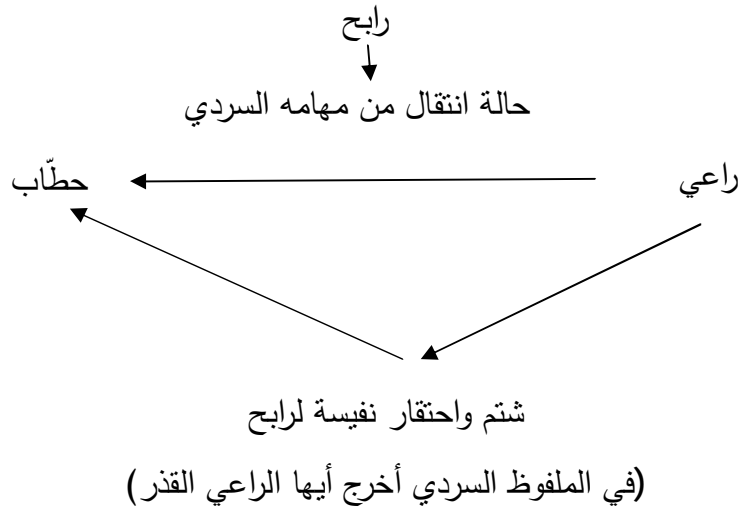 رابح
حالة انتقال من مهامه السردي
راعي
حطّاب
شتم واحتقار نفيسة لرابح
(في الملفوظ السردي أخرج أيها الراعي القذر)